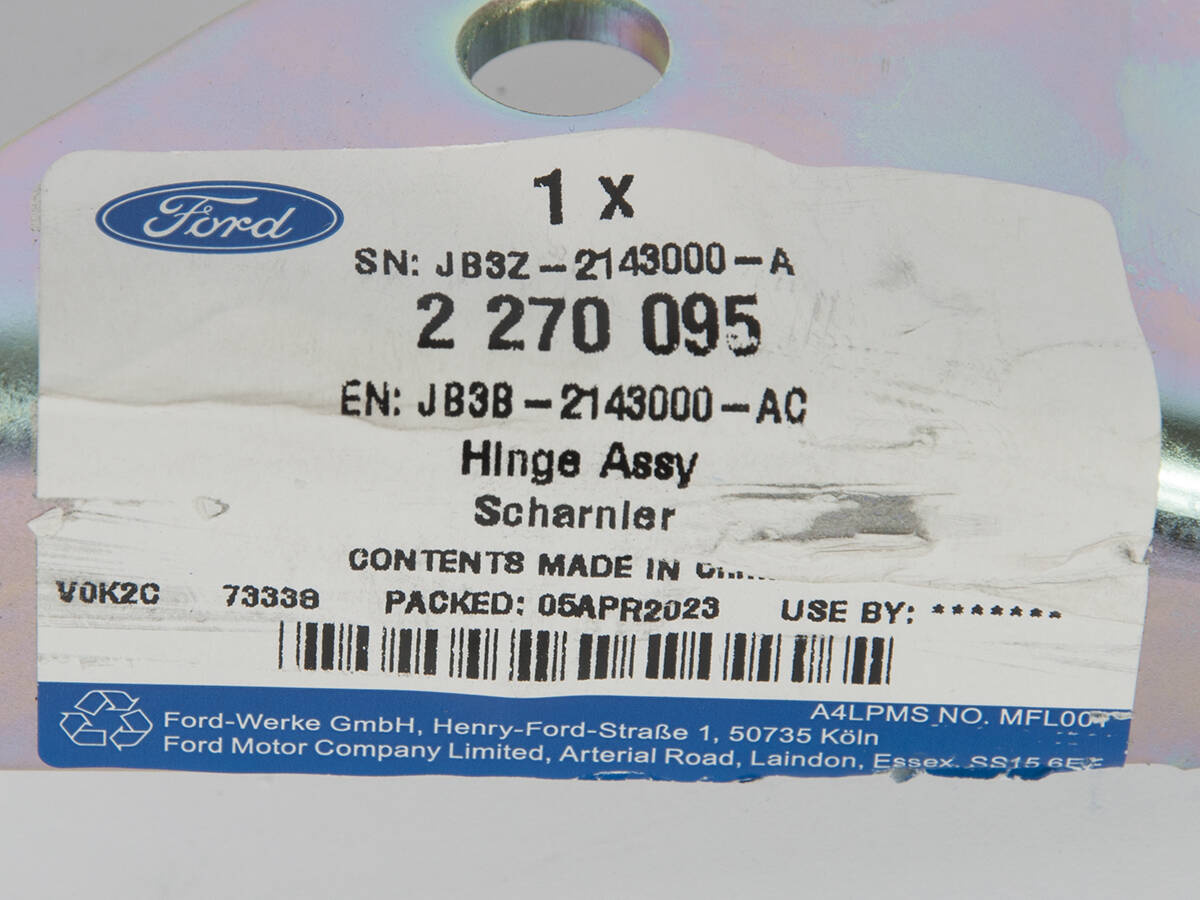 Ford
1 x
SN: JB3Z-2143000-A
2 270 095
EN: JB3B-2143000-AC
Hinge Assy
Scharnier
CONTENTS MADE IN
V0K2C 73338 PACKED: 05APR2023 USE BY: *******
A4LPMS NO.
Ford-Werke GmbH, Henry-Ford-Straße 1, 50735 Köln
Ford Motor Company Limited, Arterial Road, Laindon, Essex. SS15